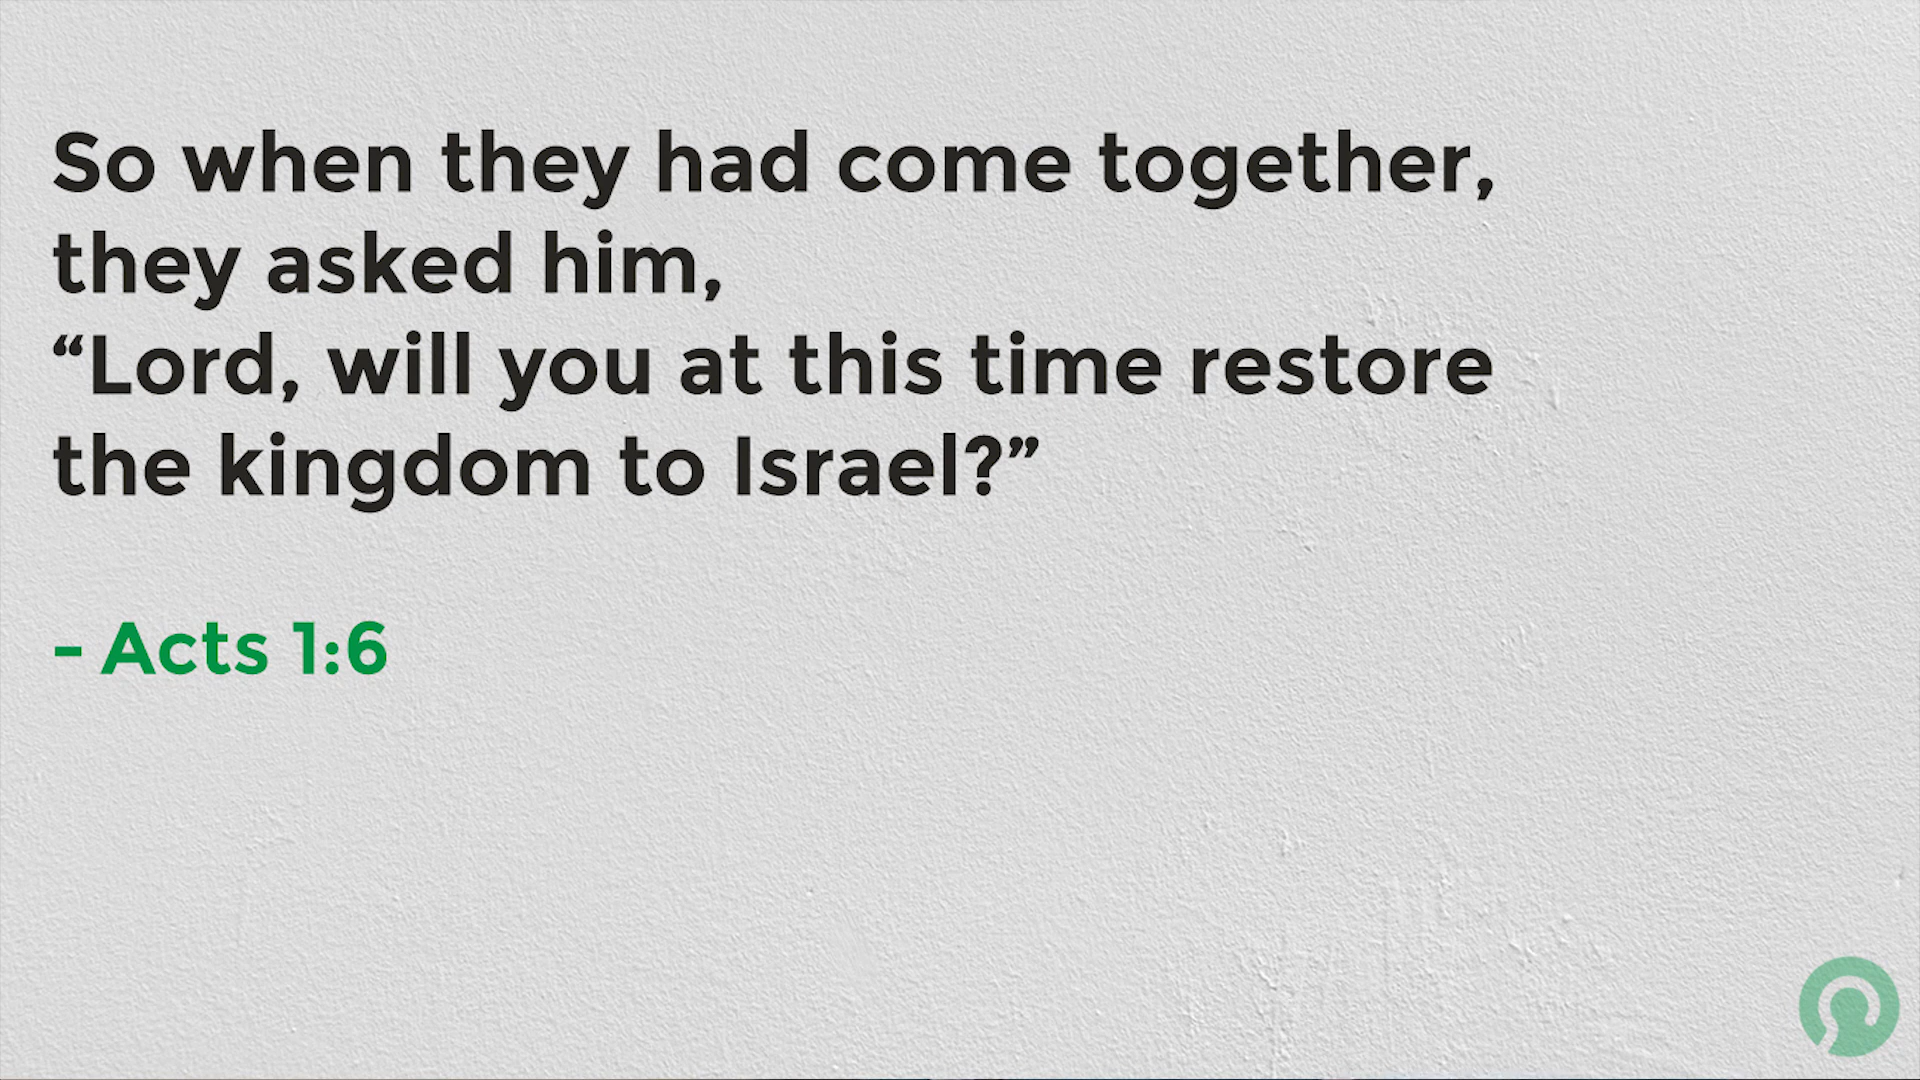 So when they had come together,
they asked him,
“Lord, will you at this time restore
the kingdom to Israel?”
- Acts 1:6